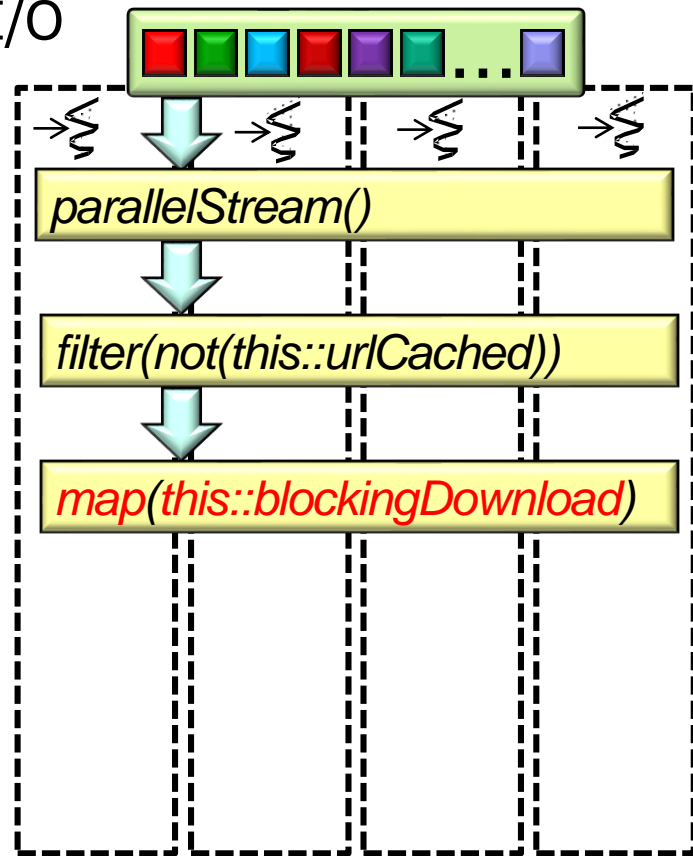 I/O
...
parallelStream()
filter(not(this::urlCached))
map(this::blockingDownload)